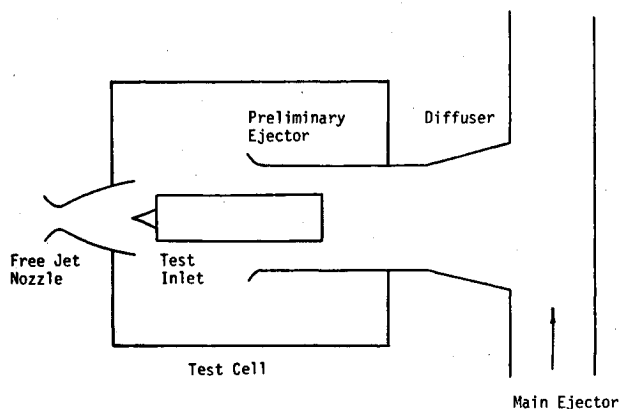 Preliminary
Ejector
Diffuser
Free Jet
Nozzle
Test
Inlet
Test Cell
Main Ejector